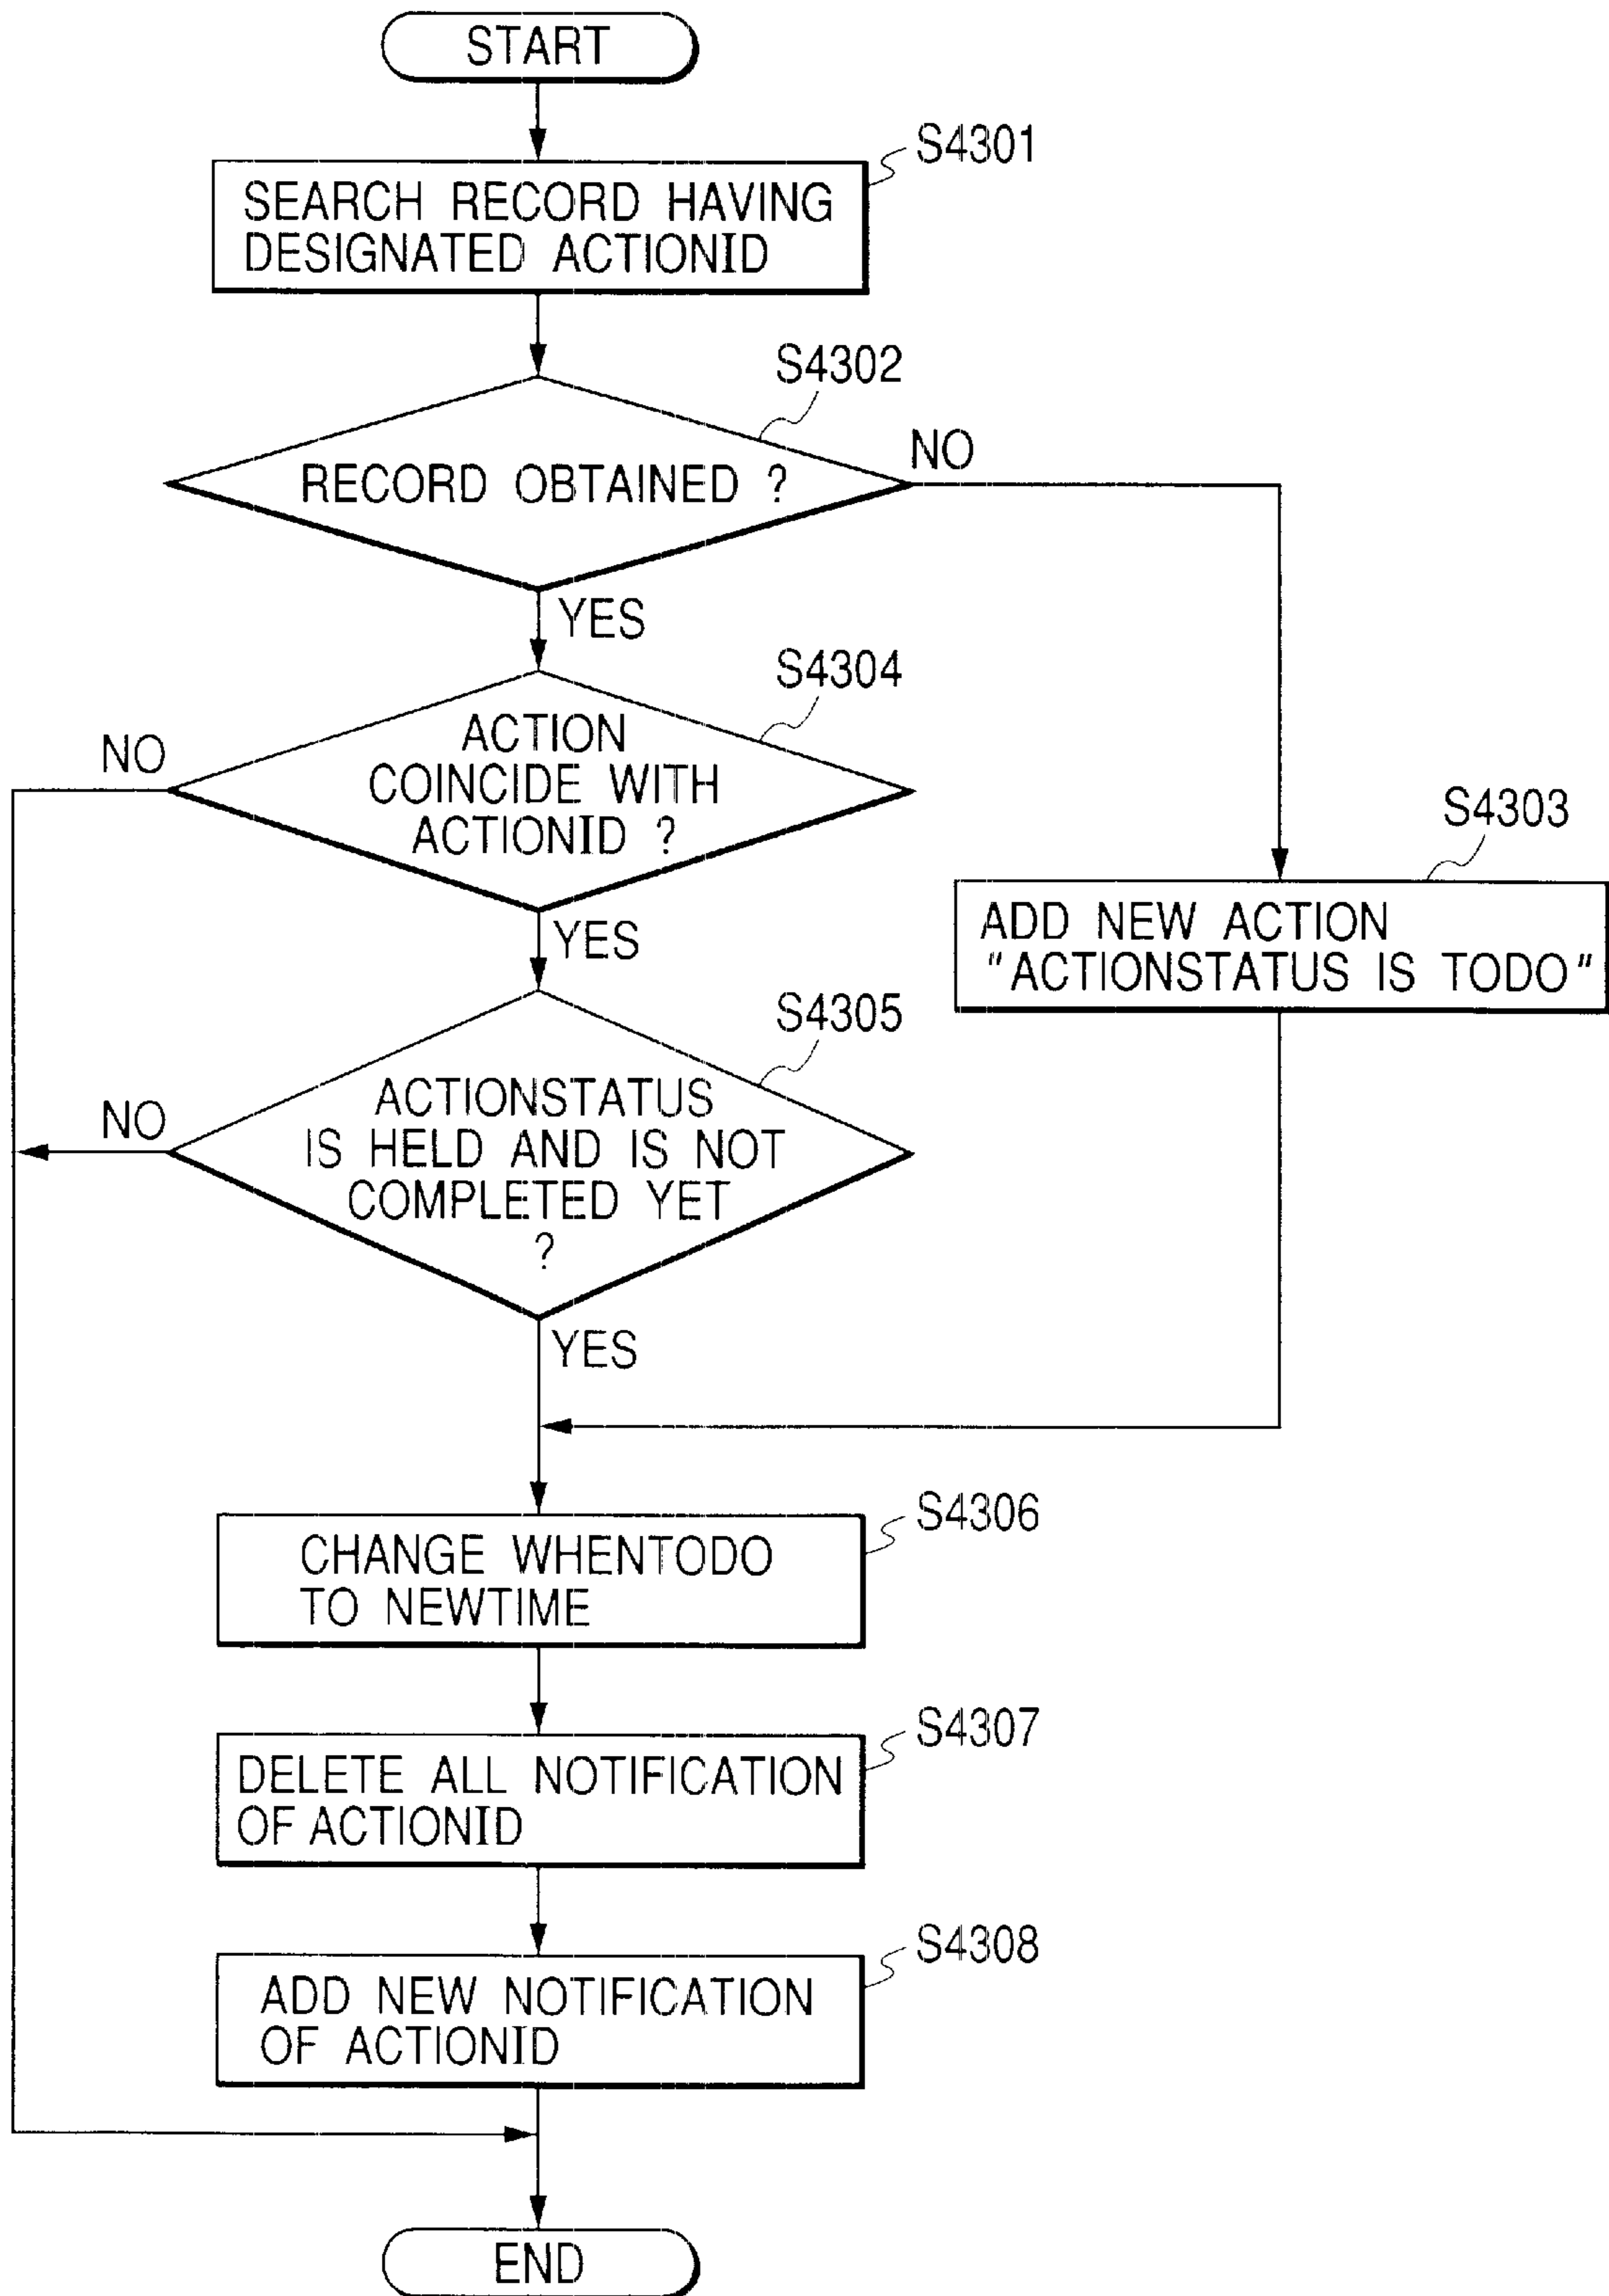 START
S4301
SEARCH RECORD HAVING
DESIGNATED ACTIONID
S4302
RECORD OBTAINED ?
NO
YES
S4304
ACTION
COINCIDE WITH
ACTIONID ?
NO
YES
S4303
ADD NEW ACTION
"ACTIONSTATUS IS TODO"
S4305
ACTIONSTATUS
IS HELD AND IS NOT
COMPLETED YET
?
NO
YES
S4306
CHANGE WHENTODO
TO NEWTIME
S4307
DELETE ALL NOTIFICATION
OF ACTIONID
S4308
ADD NEW NOTIFICATION
OF ACTIONID
END